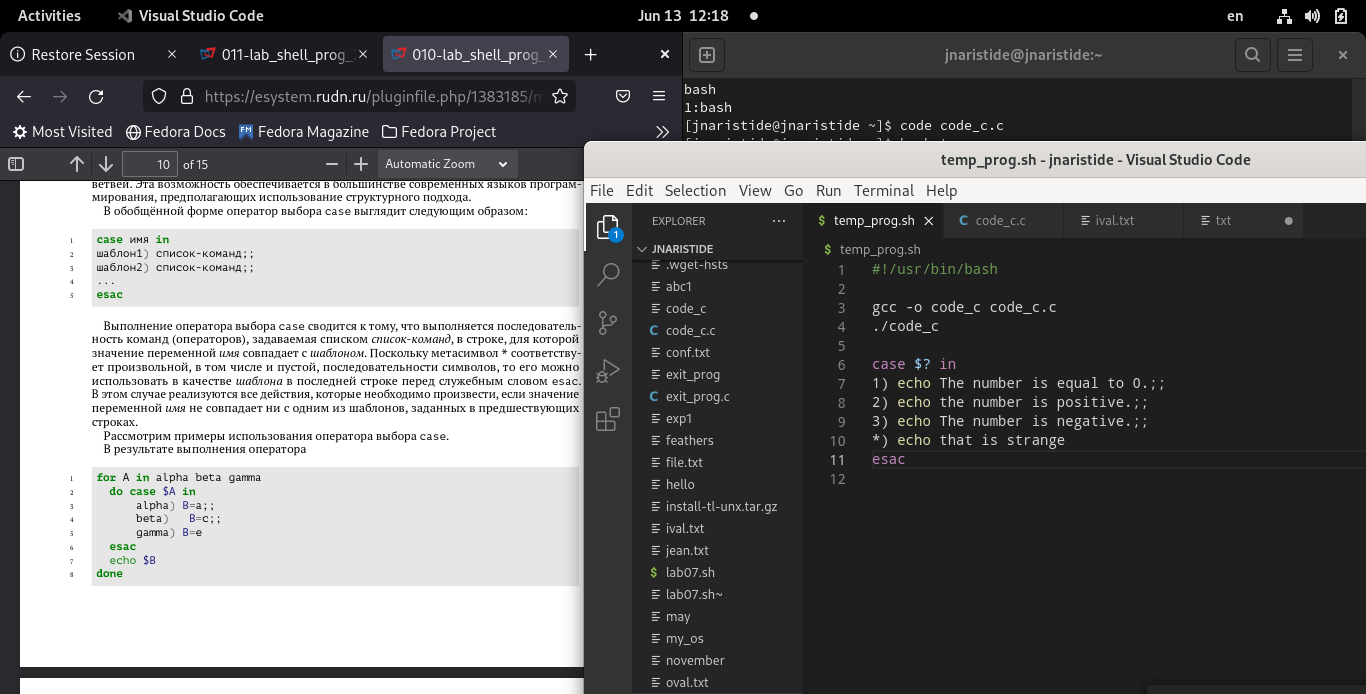 Activities
Visual Studio Code
Jun 13 12:18
en
Restore Session
011-lab_shell_prog_
010-lab_shell_prog_
https://esystem.rudn.ru/pluginfile.php/1383185/m
Most Visited
Fedora Docs
Fedora Magazine
Fedora Project
10 of 15
Automatic Zoom
ветвей. Эта возможность обеспечивается в большинстве современных языков програм-
мирования, предполагающих использование структурного подхода.
В обобщённой форме оператор выбора case выглядит следующим образом:
1 case имя in
2 шаблон1) список-команд;;
3 шаблон2) список-команд;;
4 ...
5 esac
Выполнение оператора выбора case сводится к тому, что выполняется последователь-
ность команд (операторов), задаваемая списком список-команд, в строке, для которой
значение переменной имя совпадает с шаблоном. Поскольку метасимвол * соответству-
ет произвольной, в том числе и пустой, последовательности символов, то его можно
использовать в качестве шаблона в последней строке перед служебным словом esac.
В этом случае реализуются все действия, которые необходимо произвести, если значение
переменной имя не совпадает ни с одним из шаблонов, заданных в предшествующих
строках.
Рассмотрим примеры использования оператора выбора case.
В результате выполнения оператора
1 for A in alpha beta gamma
2 do case $A in
3 alpha) B=a;;
4 beta) B=c;;
5 gamma) B=e
6 esac
7 echo $B
8 done
jnaristide@jnaristide:~
bash
1:bash
[jnaristide@jnaristide ~]$ code code_c.c
temp_prog.sh - jnaristide - Visual Studio Code
File Edit Selection View Go Run Terminal Help
1
EXPLORER
JNARISTIDE
.wget-hsts
abc1
code_c
code_c.c
conf.txt
exit_prog
exit_prog.c
exp1
feathers
file.txt
hello
install-tl-unx.tar.gz
ival.txt
jean.txt
lab07.sh
lab07.sh~
may
my_os
november
oval.txt
temp_prog.sh
code_c.c
ival.txt
txt
temp_prog.sh
1 #!/usr/bin/bash
2
3 gcc -o code_c code_c.c
4 ./code_c
5
6 case $? in
7 1) echo The number is equal to 0.;;
8 2) echo the number is positive.;;
9 3) echo The number is negative.;;
10 *) echo that is strange
11 esac
12